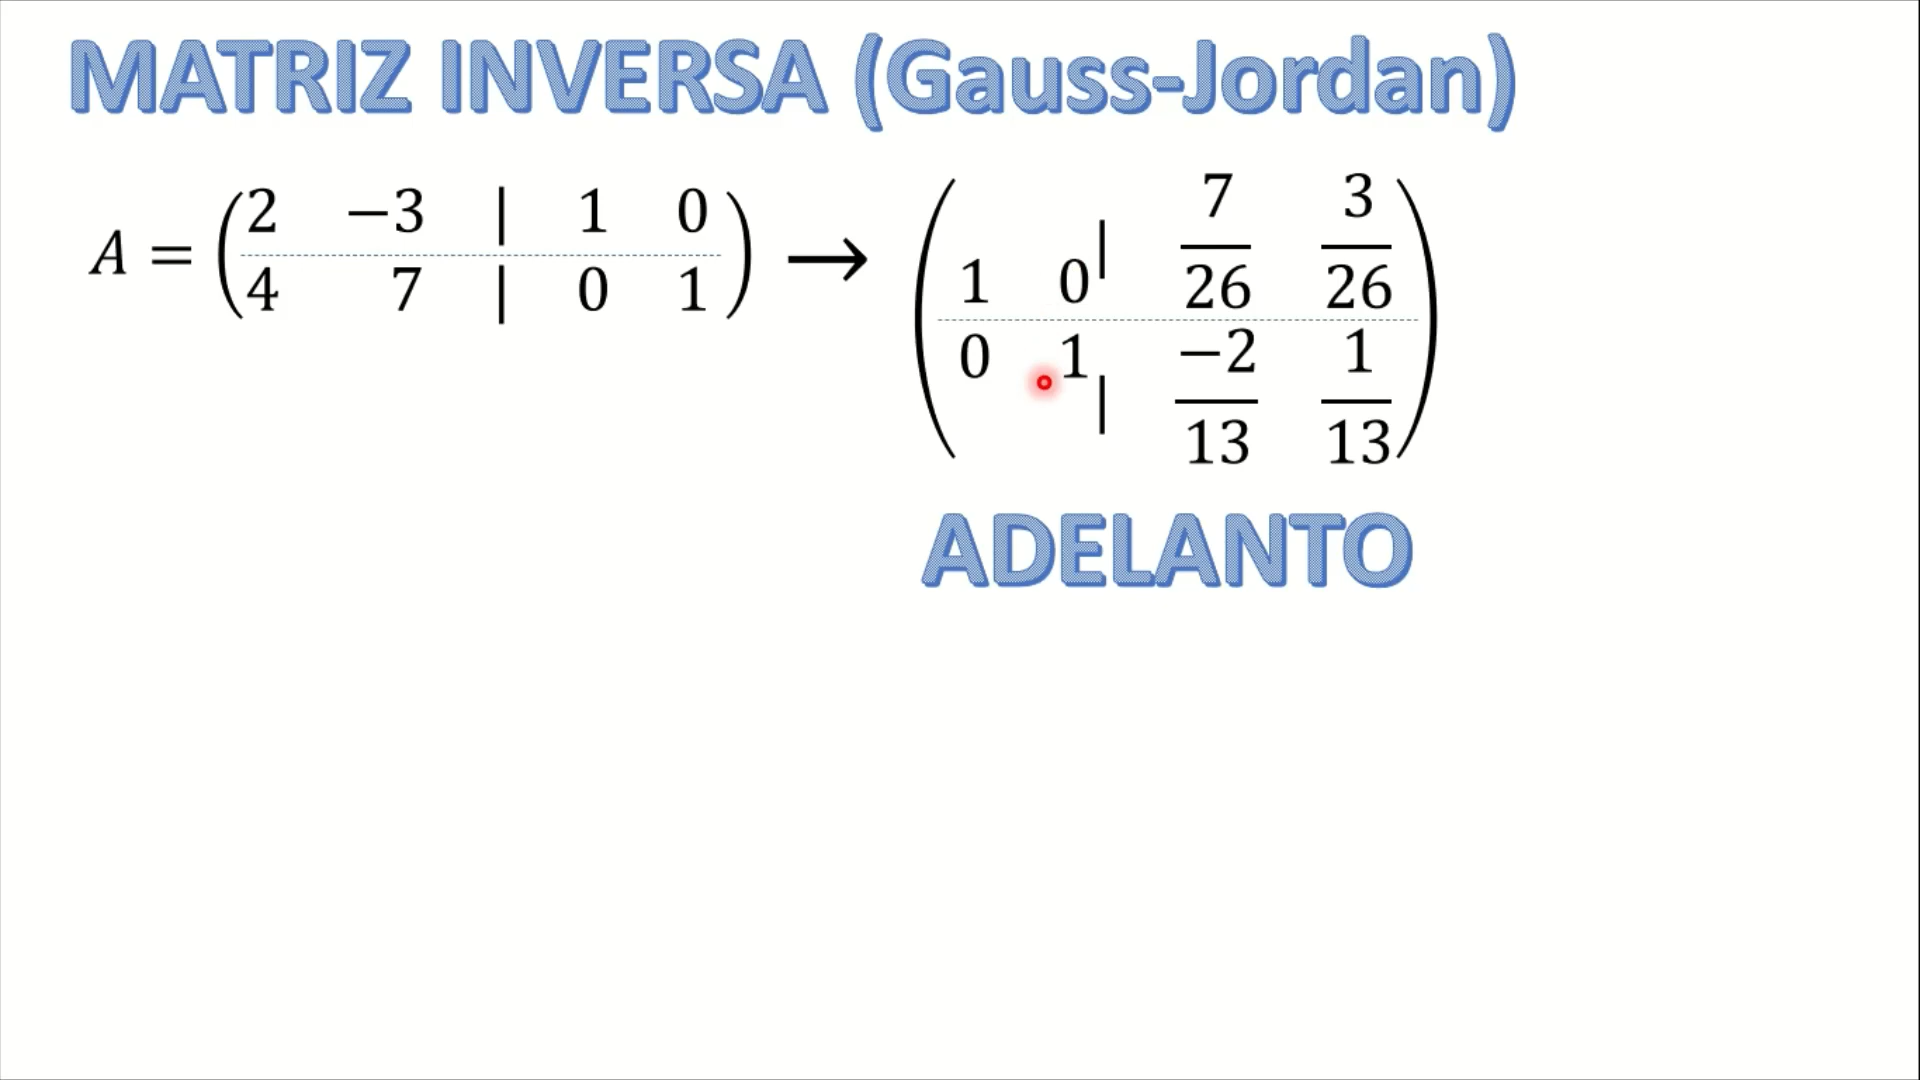 MATRIZ INVERSA (Gauss-Jordan)
A = ( 2 −3 | 1 0 ) → ( 1 0 | 7/26 3/26 )
( 4 7 | 0 1 ) ( 0 1 | −2/13 1/13 )
ADELANTO